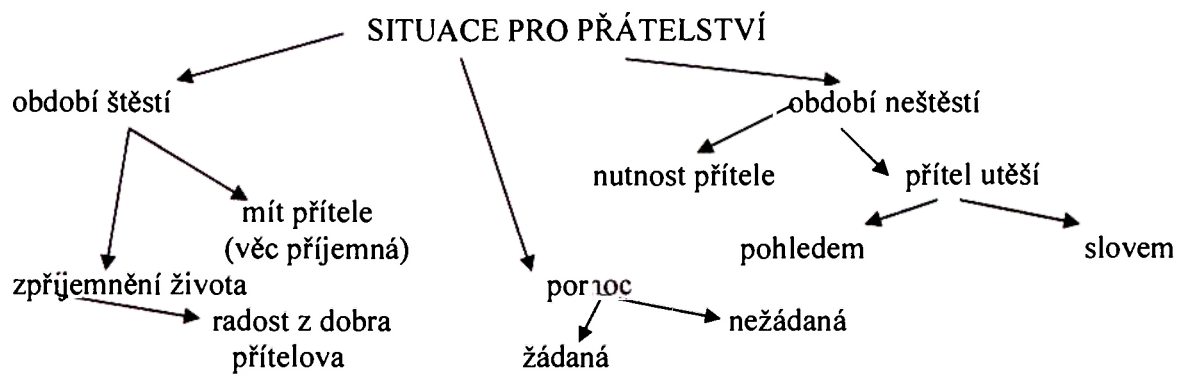 SITUACE PRO PŘÁTELSTVÍ
období štěstí
období neštěstí
nutnost přítele
přítel utěší
mít přítele
(věc příjemná)
pohledem
slovem
zpříjemnění života
pomoc
radost z dobra
přítelova
nežádaná
žádaná